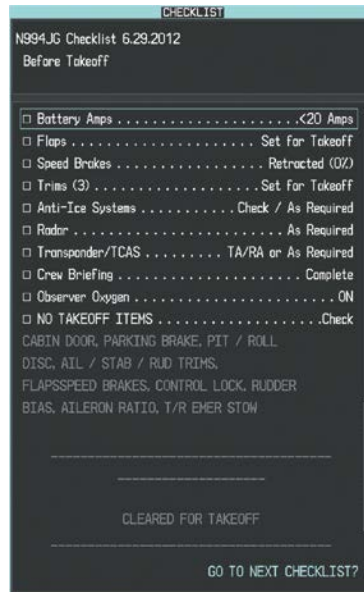 CHECKLIST
N994JG Checklist 6.29.2012
Before Takeoff
□ Battery Amps . . . . . . . . . . . . . . . . . . . . . .<20 Amps
□ Flaps . . . . . . . . . . . . . . . . . . . . . . Set for Takeoff
□ Speed Brakes . . . . . . . . . . . . . . . . . Retracted (0%)
□ Trims (3) . . . . . . . . . . . . . . . . . . .Set for Takeoff
□ Anti-Ice Systems . . . . . . . . . . . Check / As Required
□ Radar . . . . . . . . . . . . . . . . . . . . . . . . As Required
□ Transponder/TCAS . . . . . . . . . TA/RA or As Required
□ Crew Briefing . . . . . . . . . . . . . . . . . . . . . Complete
□ Observer Oxygen . . . . . . . . . . . . . . . . . . . . . . . . ON
□ NO TAKEOFF ITEMS . . . . . . . . . . . . . . . . . . . .Check
CABIN DOOR, PARKING BRAKE, PIT / ROLL
DISC, AIL / STAB / RUD TRIMS,
FLAPSSPEED BRAKES, CONTROL LOCK, RUDDER
BIAS, AILERON RATIO, T/R EMER STOW
CLEARED FOR TAKEOFF
GO TO NEXT CHECKLIST?